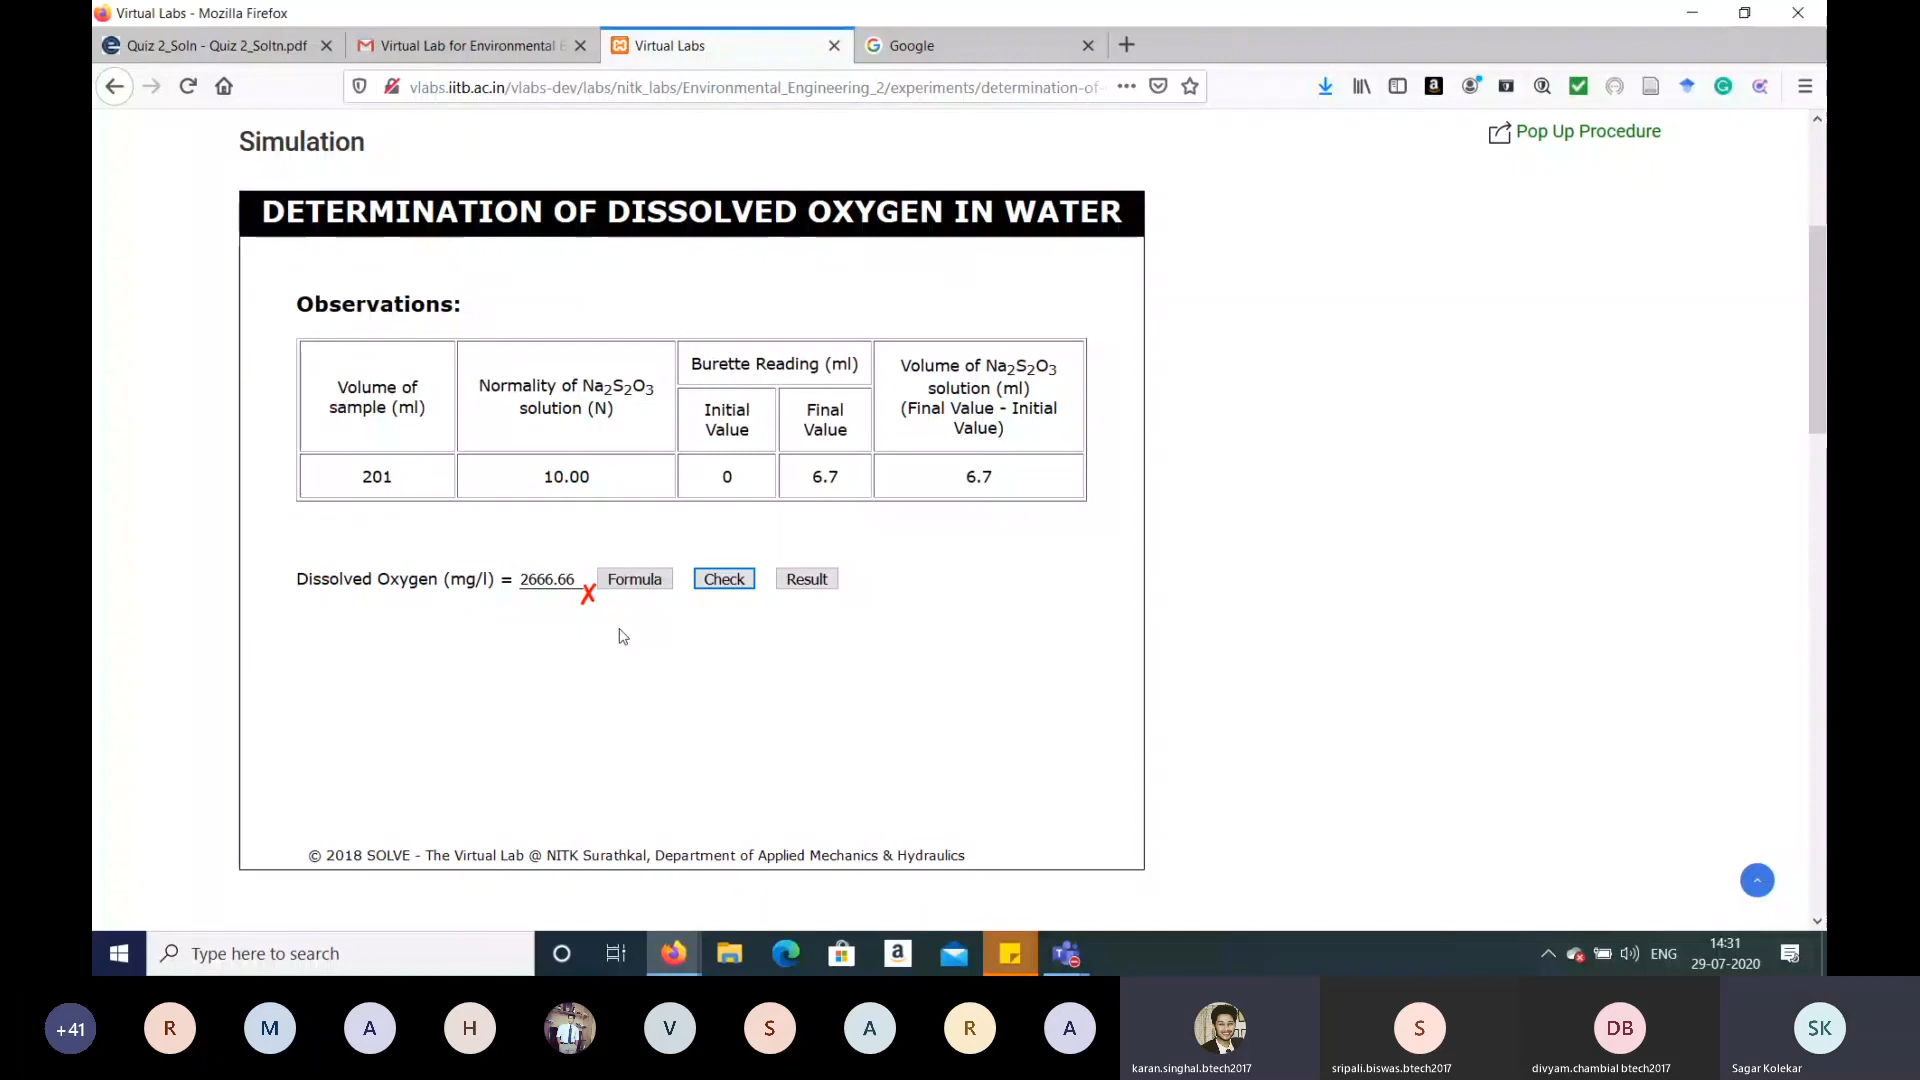 Virtual Labs - Mozilla Firefox
Quiz 2_Soln - Quiz 2_Soltn.pdf
Virtual Lab for Environmental E
Virtual Labs
Google
vlabs.iitb.ac.in/vlabs-dev/labs/nitk_labs/Environmental_Engineering_2/experiments/determination-of-
Simulation
Pop Up Procedure
DETERMINATION OF DISSOLVED OXYGEN IN WATER
Observations:
Volume of
sample (ml)
Normality of Na2S2O3
solution (N)
Burette Reading (ml)
Initial
Value
Final
Value
Volume of Na2S2O3
solution (ml)
(Final Value - Initial
Value)
201 10.00 0 6.7 6.7
Dissolved Oxygen (mg/l) = 2666.66 X Formula Check Result
© 2018 SOLVE - The Virtual Lab @ NITK Surathkal, Department of Applied Mechanics & Hydraulics
Type here to search
ENG
14:31
29-07-2020
+41 R M A H V S A R A S DB SK
karan.singhal.btech2017
sripali.biswas.btech2017
divyam.chambial btech2017
Sagar Kolekar